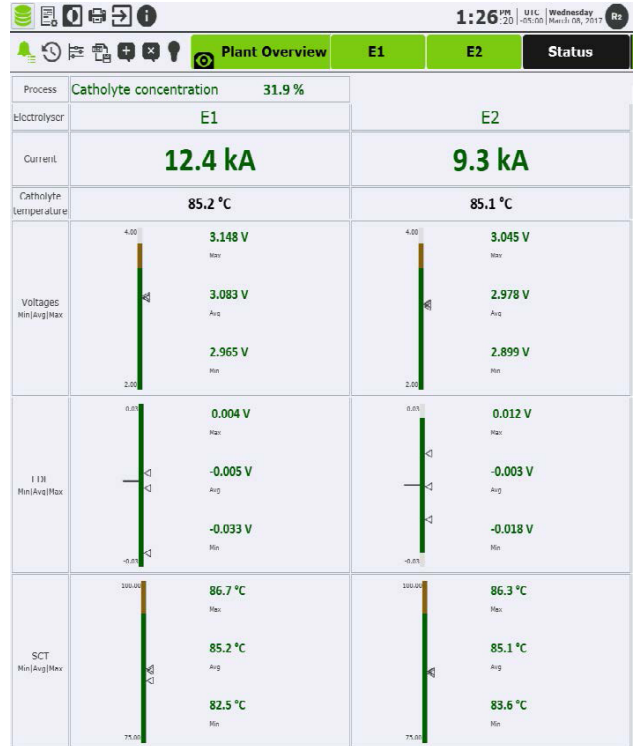 1:26 PM :20 UTC -05:00 Wednesday March 08, 2017 R2
Plant Overview E1 E2 Status
Process Catholyte concentration 31.9 %
Electrolyser E1 E2
Current 12.4 kA 9.3 kA
Catholyte temperature 85.2 °C 85.1 °C
Voltages
Min|Avg|Max
4.00 3.148 V 4.00 3.045 V
Max Max
3.083 V 2.978 V
Avg Avg
2.965 V 2.899 V
Min Min
2.00 2.00
Min|Avg|Max
0.03 0.004 V 0.03 0.012 V
Max Max
-0.005 V -0.003 V
Avg Avg
-0.033 V -0.018 V
Min Min
-0.03 -0.03
SCT
Min|Avg|Max
100.00 86.7 °C 100.00 86.3 °C
Max Max
85.2 °C 85.1 °C
Avg Avg
82.5 °C 83.6 °C
Min Min
75.00 75.00